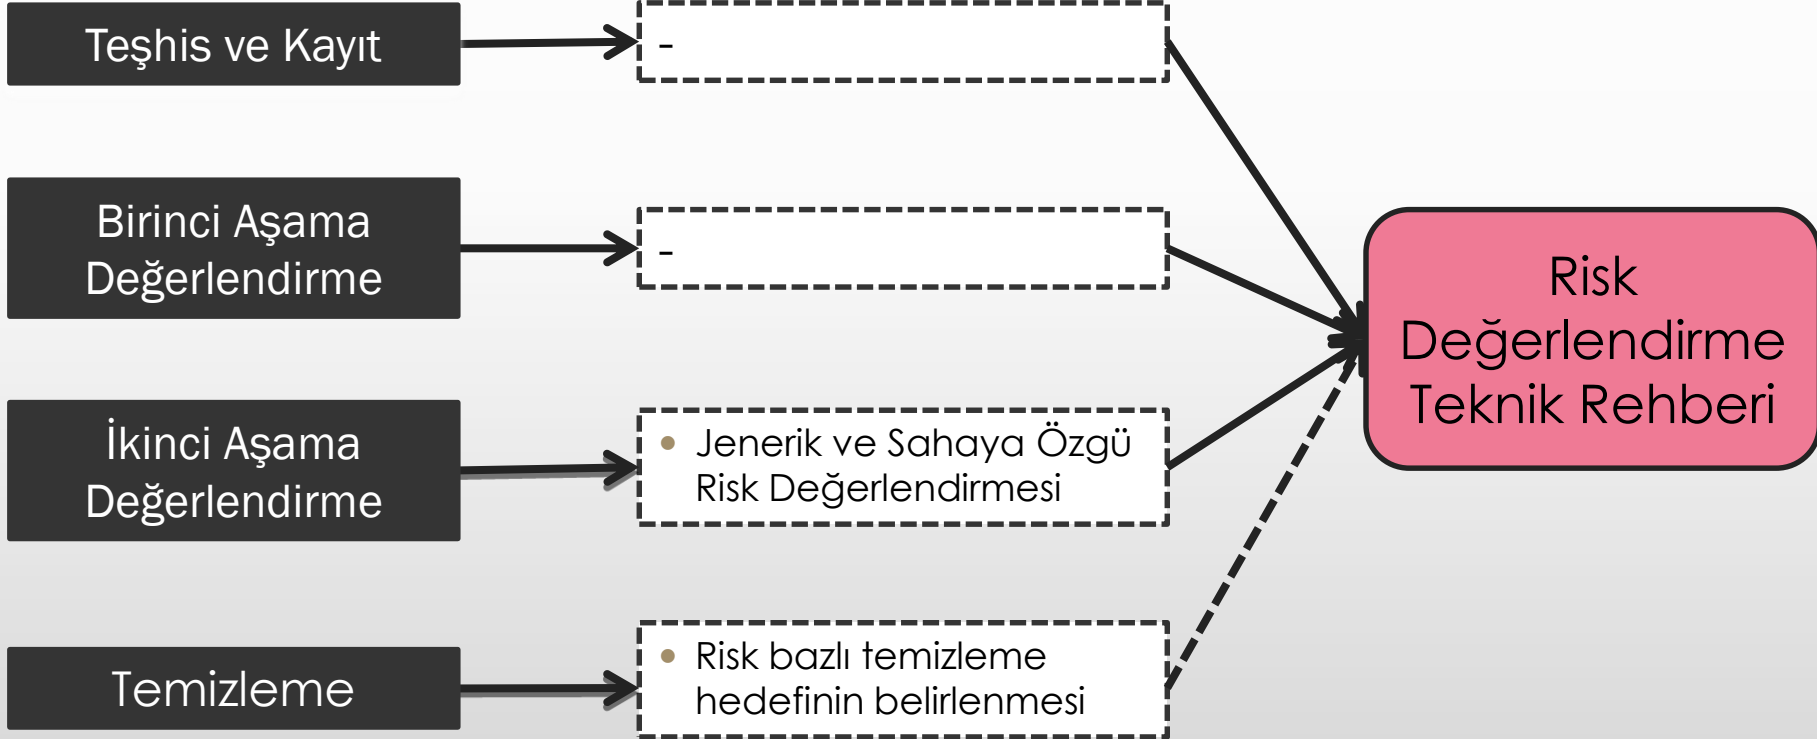 Teşhis ve Kayıt
-
Birinci Aşama
Değerlendirme
-
İkinci Aşama
Değerlendirme
• Jenerik ve Sahaya Özgü
Risk Değerlendirmesi
Temizleme
• Risk bazlı temizleme
hedefinin belirlenmesi
Risk
Değerlendirme
Teknik Rehberi